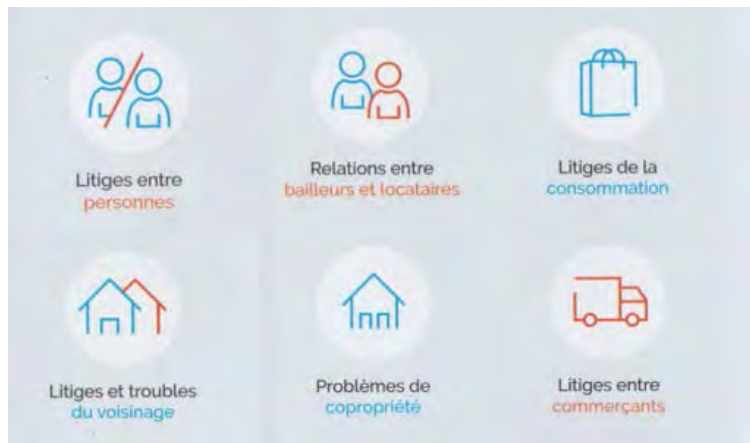 Litiges entre
personnes
Relations entre
bailleurs et locataires
Litiges de la
consommation
Litiges et troubles
du voisinage
Problèmes de
copropriété
Litiges entre
commerçants